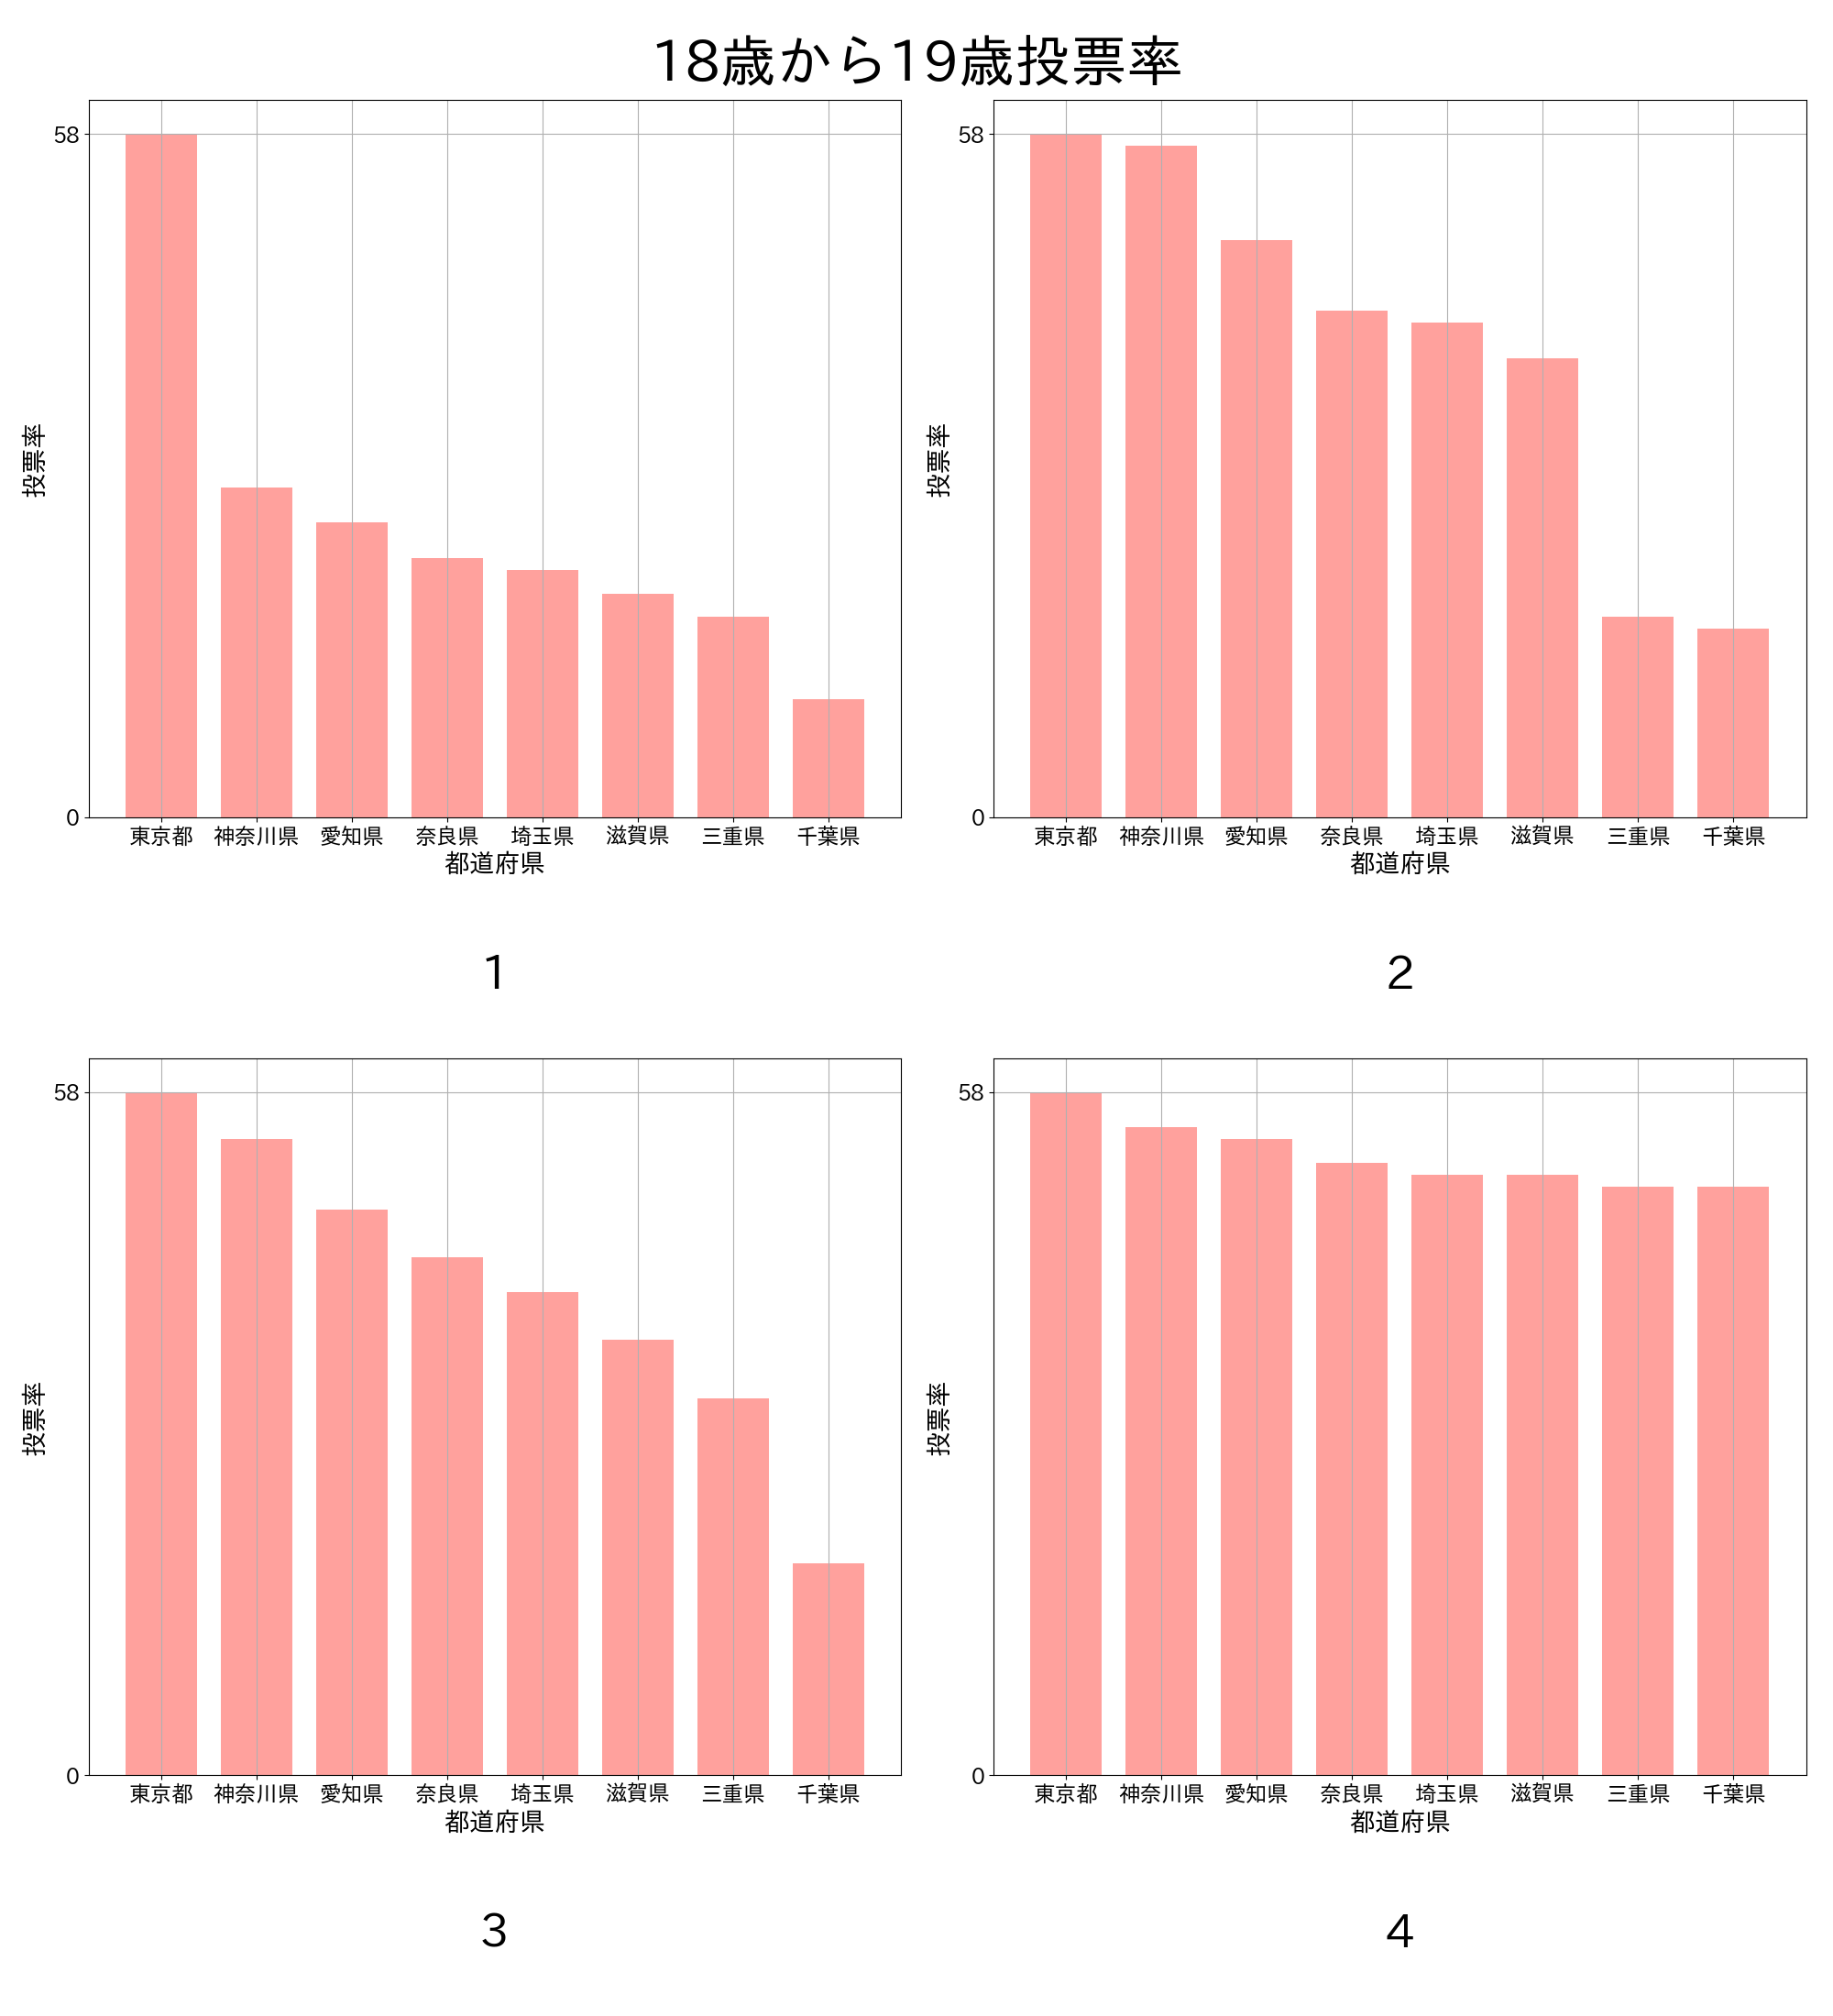 18歳から19歳投票率
58
0
投票率
東京都 神奈川県 愛知県 奈良県 埼玉県 滋賀県 三重県 千葉県
都道府県
1
58
0
投票率
東京都 神奈川県 愛知県 奈良県 埼玉県 滋賀県 三重県 千葉県
都道府県
2
58
0
投票率
東京都 神奈川県 愛知県 奈良県 埼玉県 滋賀県 三重県 千葉県
都道府県
3
58
0
投票率
東京都 神奈川県 愛知県 奈良県 埼玉県 滋賀県 三重県 千葉県
都道府県
4